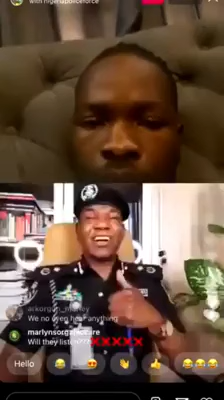 with nigeriapoliceforce
We no even hear anything
marlynsorganicare
Will they listen???❌❌❌❌❌
Hello